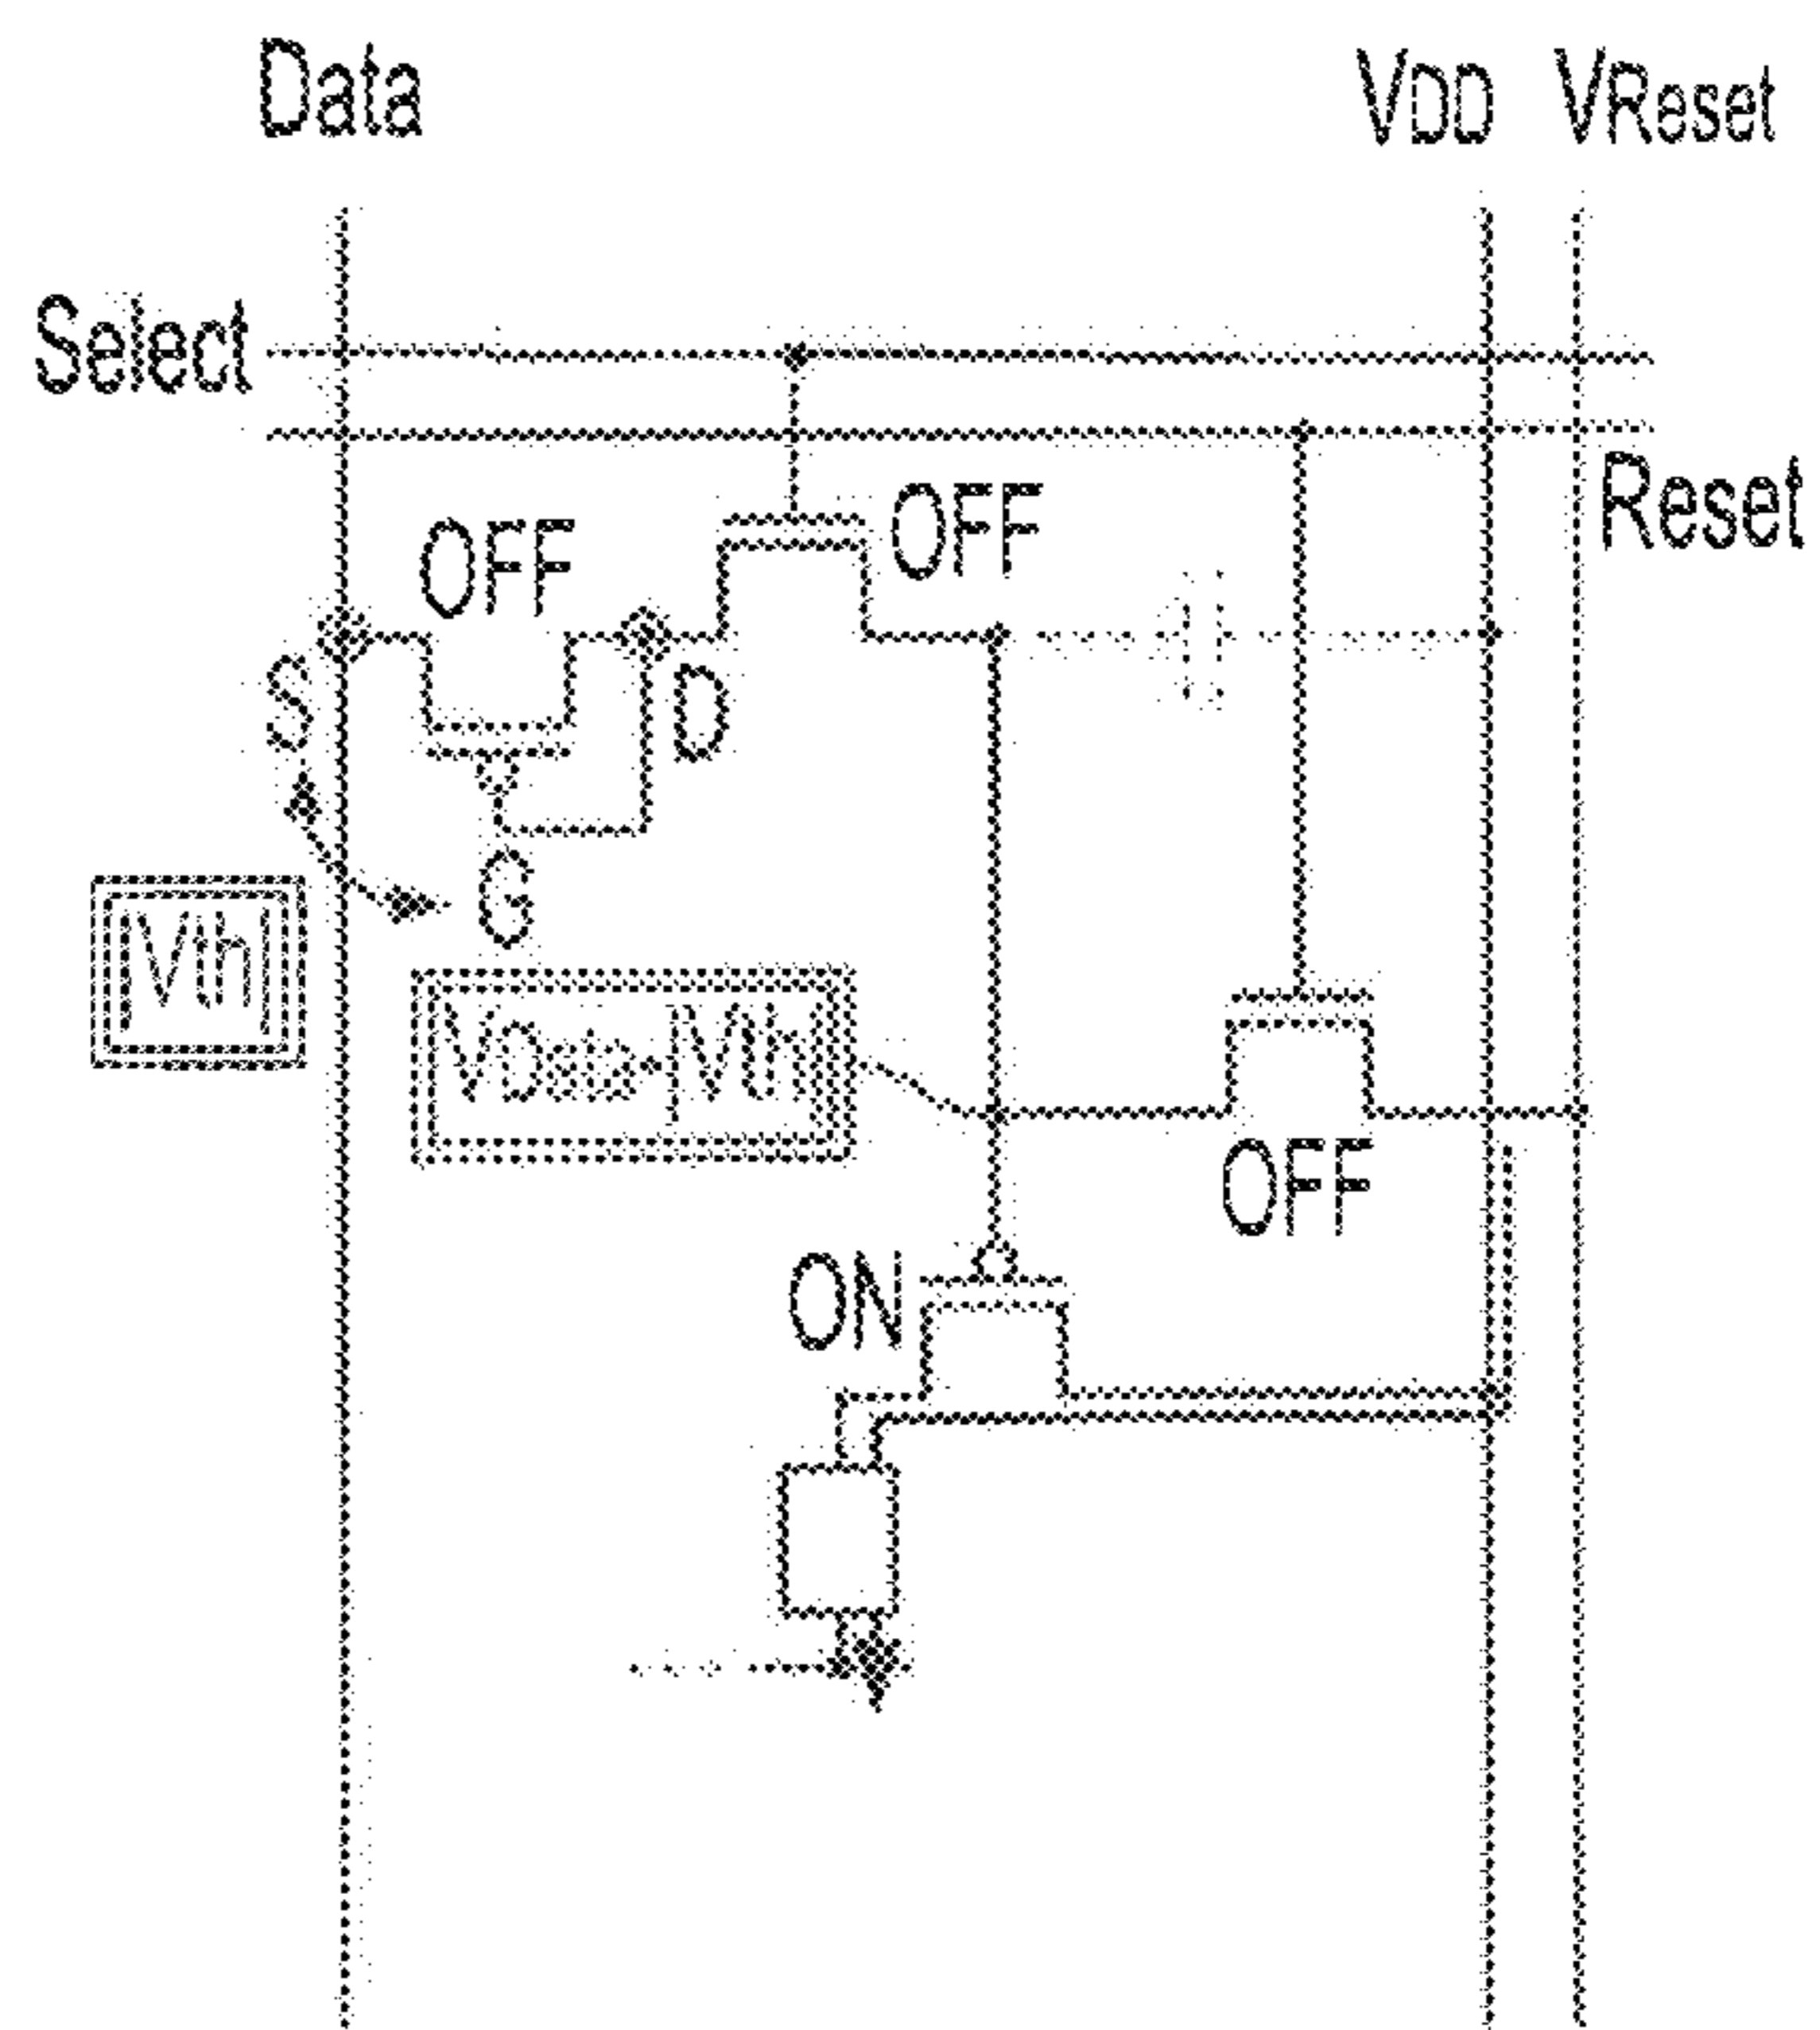 Data
VDD
VReset
Select
Reset
OFF
OFF
S
D
G
|Vth|
VData-|Vth|
OFF
ON